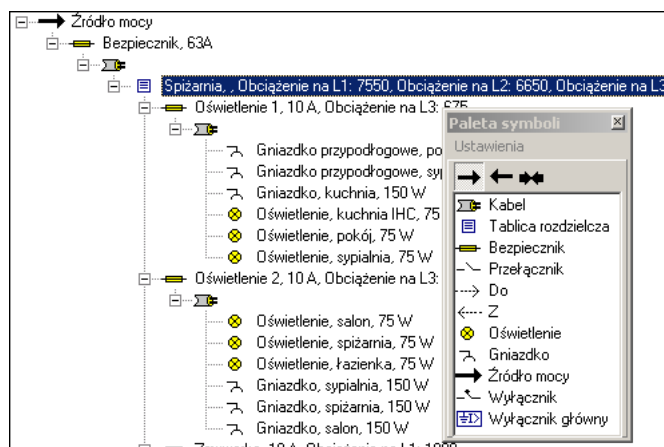 Źródło mocy
Bezpiecznik, 63A
Spiżarnia, , Obciążenie na L1: 7550, Obciążenie na L2: 6650, Obciążenie na L3
Oświetlenie 1, 10 A, Obciążenie na L3: 675
Gniazdko przypodłogowe, po
Gniazdko przypodłogowe, syp
Gniazdko, kuchnia, 150 W
Oświetlenie, kuchnia IHC, 75
Oświetlenie, pokój, 75 W
Oświetlenie, sypialnia, 75 W
Oświetlenie 2, 10 A, Obciążenie na L3:
Oświetlenie, salon, 75 W
Oświetlenie, spiżarnia, 75 W
Oświetlenie, łazienka, 75 W
Gniazdko, sypialnia, 150 W
Gniazdko, spiżarnia, 150 W
Gniazdko, salon, 150 W
Paleta symboli
Ustawienia
Kabel
Tablica rozdzielcza
Bezpiecznik
Przełącznik
Do
Z
Oświetlenie
Gniazdko
Źródło mocy
Wyłącznik
Wyłącznik główny